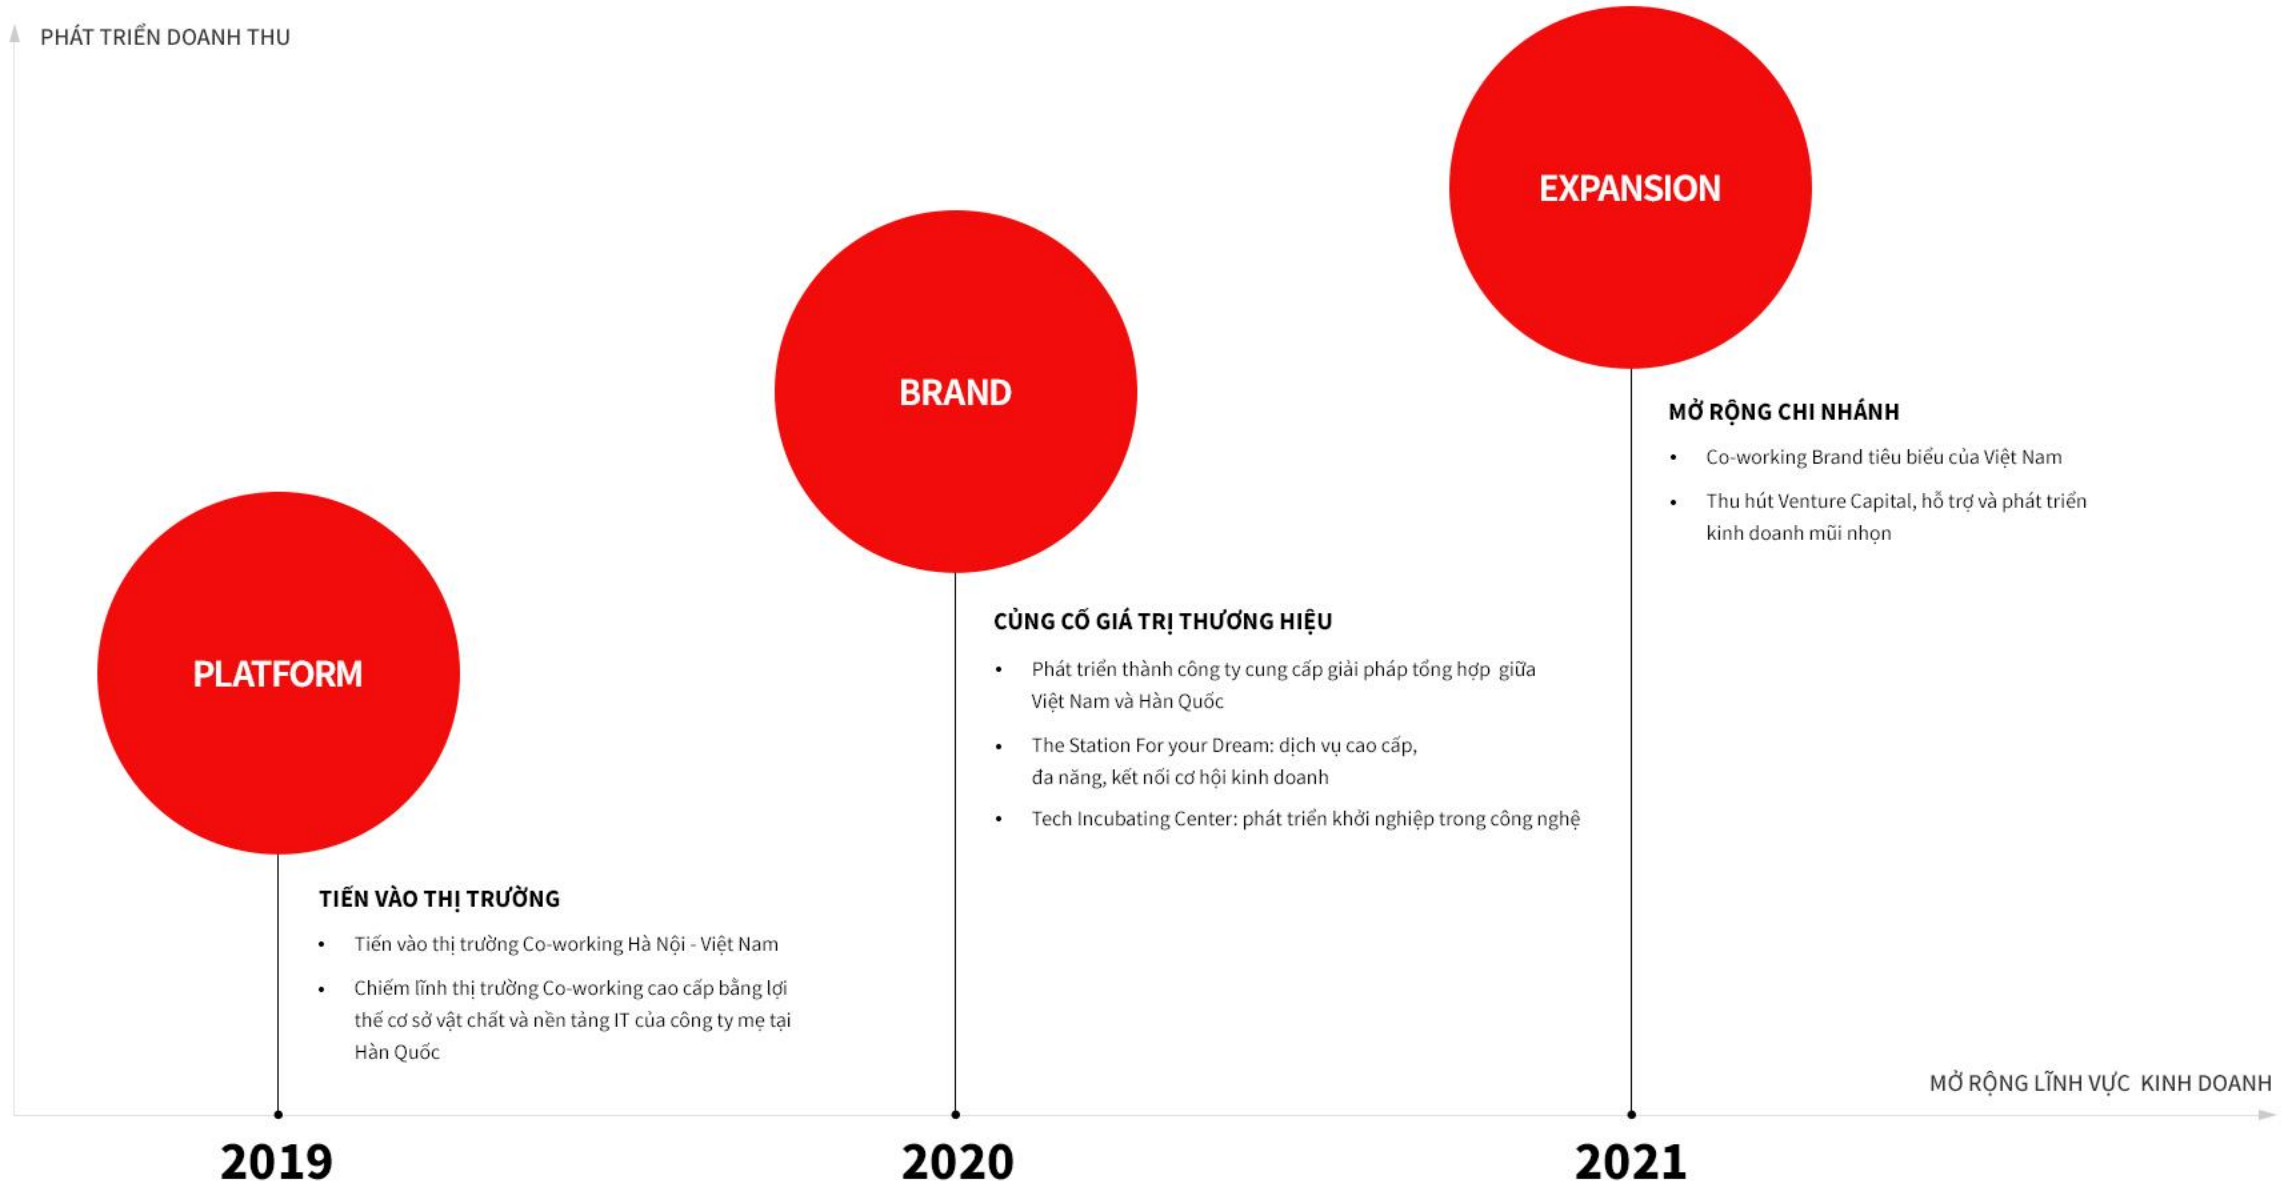 PHÁT TRIỂN DOANH THU
PLATFORM
TIẾN VÀO THỊ TRƯỜNG
• Tiến vào thị trường Co-working Hà Nội - Việt Nam
• Chiếm lĩnh thị trường Co-working cao cấp bằng lợi
thế cơ sở vật chất và nền tảng IT của công ty mẹ tại
Hàn Quốc
2019
BRAND
CỦNG CỐ GIÁ TRỊ THƯƠNG HIỆU
• Phát triển thành công ty cung cấp giải pháp tổng hợp giữa
Việt Nam và Hàn Quốc
• The Station For your Dream: dịch vụ cao cấp,
đa năng, kết nối cơ hội kinh doanh
• Tech Incubating Center: phát triển khởi nghiệp trong công nghệ
2020
EXPANSION
MỞ RỘNG CHI NHÁNH
• Co-working Brand tiêu biểu của Việt Nam
• Thu hút Venture Capital, hỗ trợ và phát triển
kinh doanh mũi nhọn
2021
MỞ RỘNG LĨNH VỰC KINH DOANH